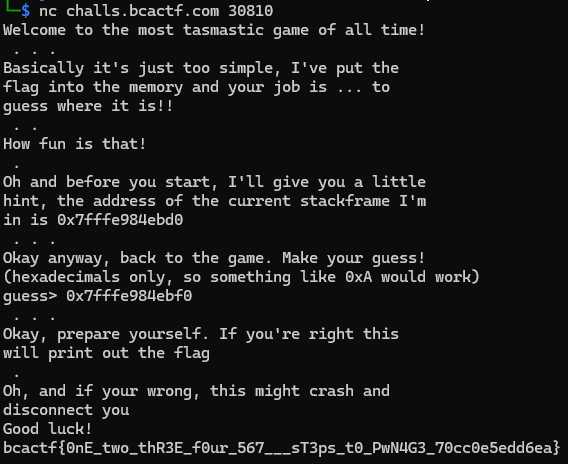 $ nc challs.bcactf.com 30810
Welcome to the most tasmastic game of all time!
. . .
Basically it's just too simple, I've put the
flag into the memory and your job is ... to
guess where it is!!
. .
How fun is that!
.
Oh and before you start, I'll give you a little
hint, the address of the current stackframe I'm
in is 0x7fffe984ebd0
. . .
Okay anyway, back to the game. Make your guess!
(hexadecimals only, so something like 0xA would work)
guess> 0x7fffe984ebf0
. . .
Okay, prepare yourself. If you're right this
will print out the flag
.
Oh, and if your wrong, this might crash and
disconnect you
Good luck!
bcactf{0nE_two_thR3E_f0ur_567___sT3ps_t0_PwN4G3_70cc0e5edd6ea}